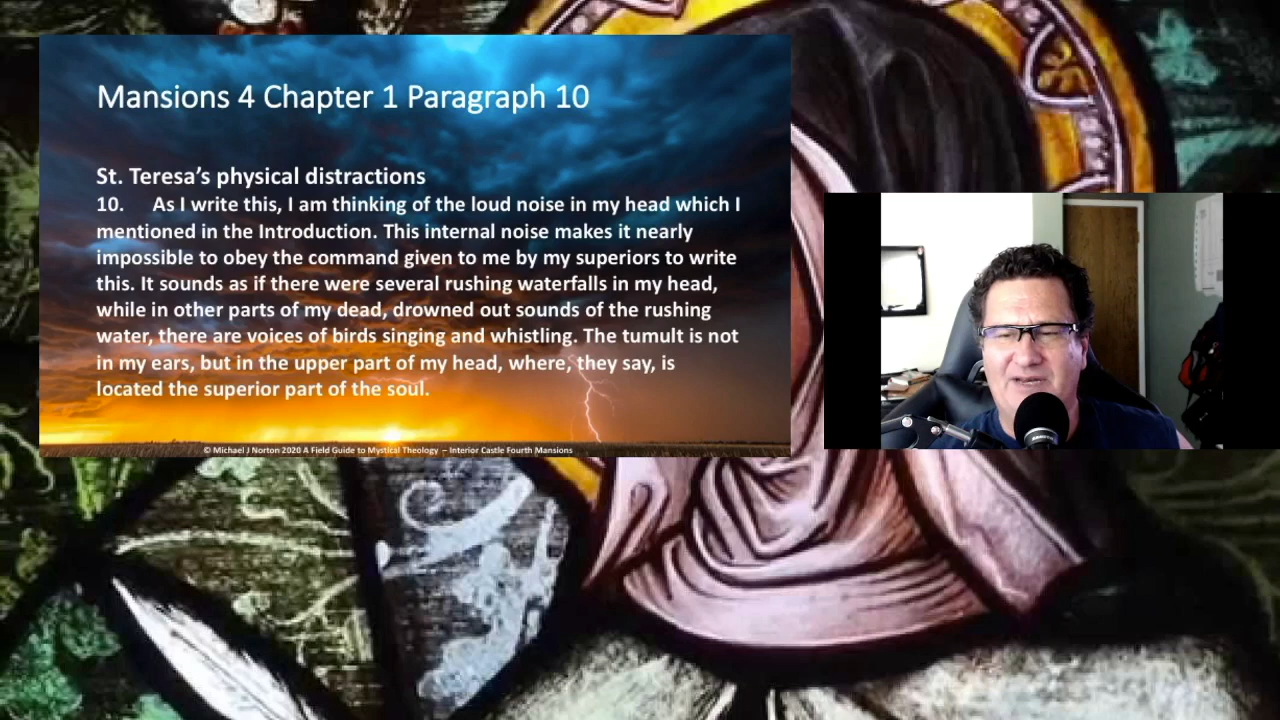 Mansions 4 Chapter 1 Paragraph 10
St. Teresa’s physical distractions
10. As I write this, I am thinking of the loud noise in my head which I
mentioned in the Introduction. This internal noise makes it nearly
impossible to obey the command given to me by my superiors to write
this. It sounds as if there were several rushing waterfalls in my head,
while in other parts of my dead, drowned out sounds of the rushing
water, there are voices of birds singing and whistling. The tumult is not
in my ears, but in the upper part of my head, where, they say, is
located the superior part of the soul.
© Michael J Norton 2020 A Field Guide to Mystical Theology – Interior Castle Fourth Mansions